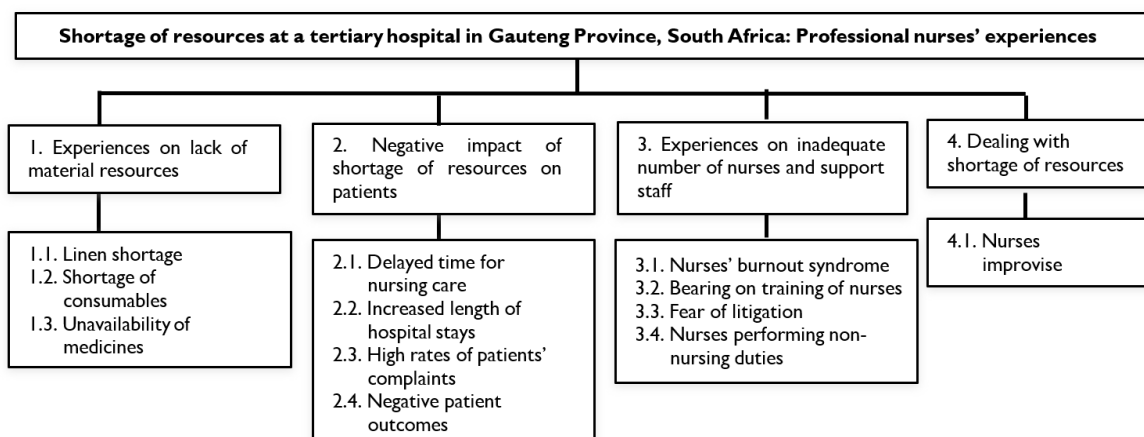 Shortage of resources at a tertiary hospital in Gauteng Province, South Africa: Professional nurses' experiences
1. Experiences on lack of
material resources
2. Negative impact of
shortage of resources on
patients
3. Experiences on inadequate
number of nurses and support
staff
4. Dealing with
shortage of resources
1.1. Linen shortage
1.2. Shortage of
consumables
1.3. Unavailability of
medicines
2.1. Delayed time for
nursing care
2.2. Increased length of
hospital stays
2.3. High rates of patients'
complaints
2.4. Negative patient
outcomes
3.1. Nurses' burnout syndrome
3.2. Bearing on training of nurses
3.3. Fear of litigation
3.4. Nurses performing non-
nursing duties
4.1. Nurses
improvise